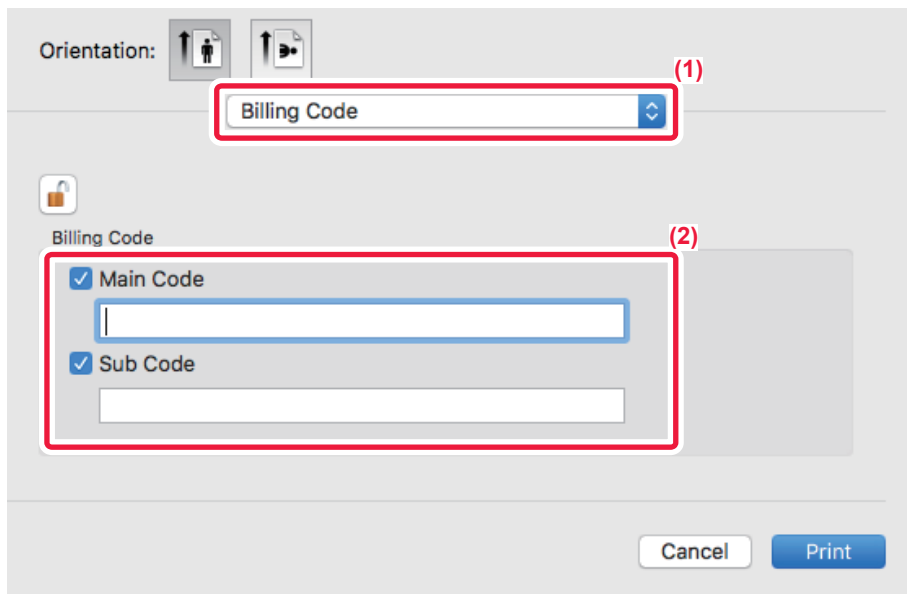 Orientation:
(1)
Billing Code
Billing Code
(2)
Main Code
Sub Code
Cancel
Print